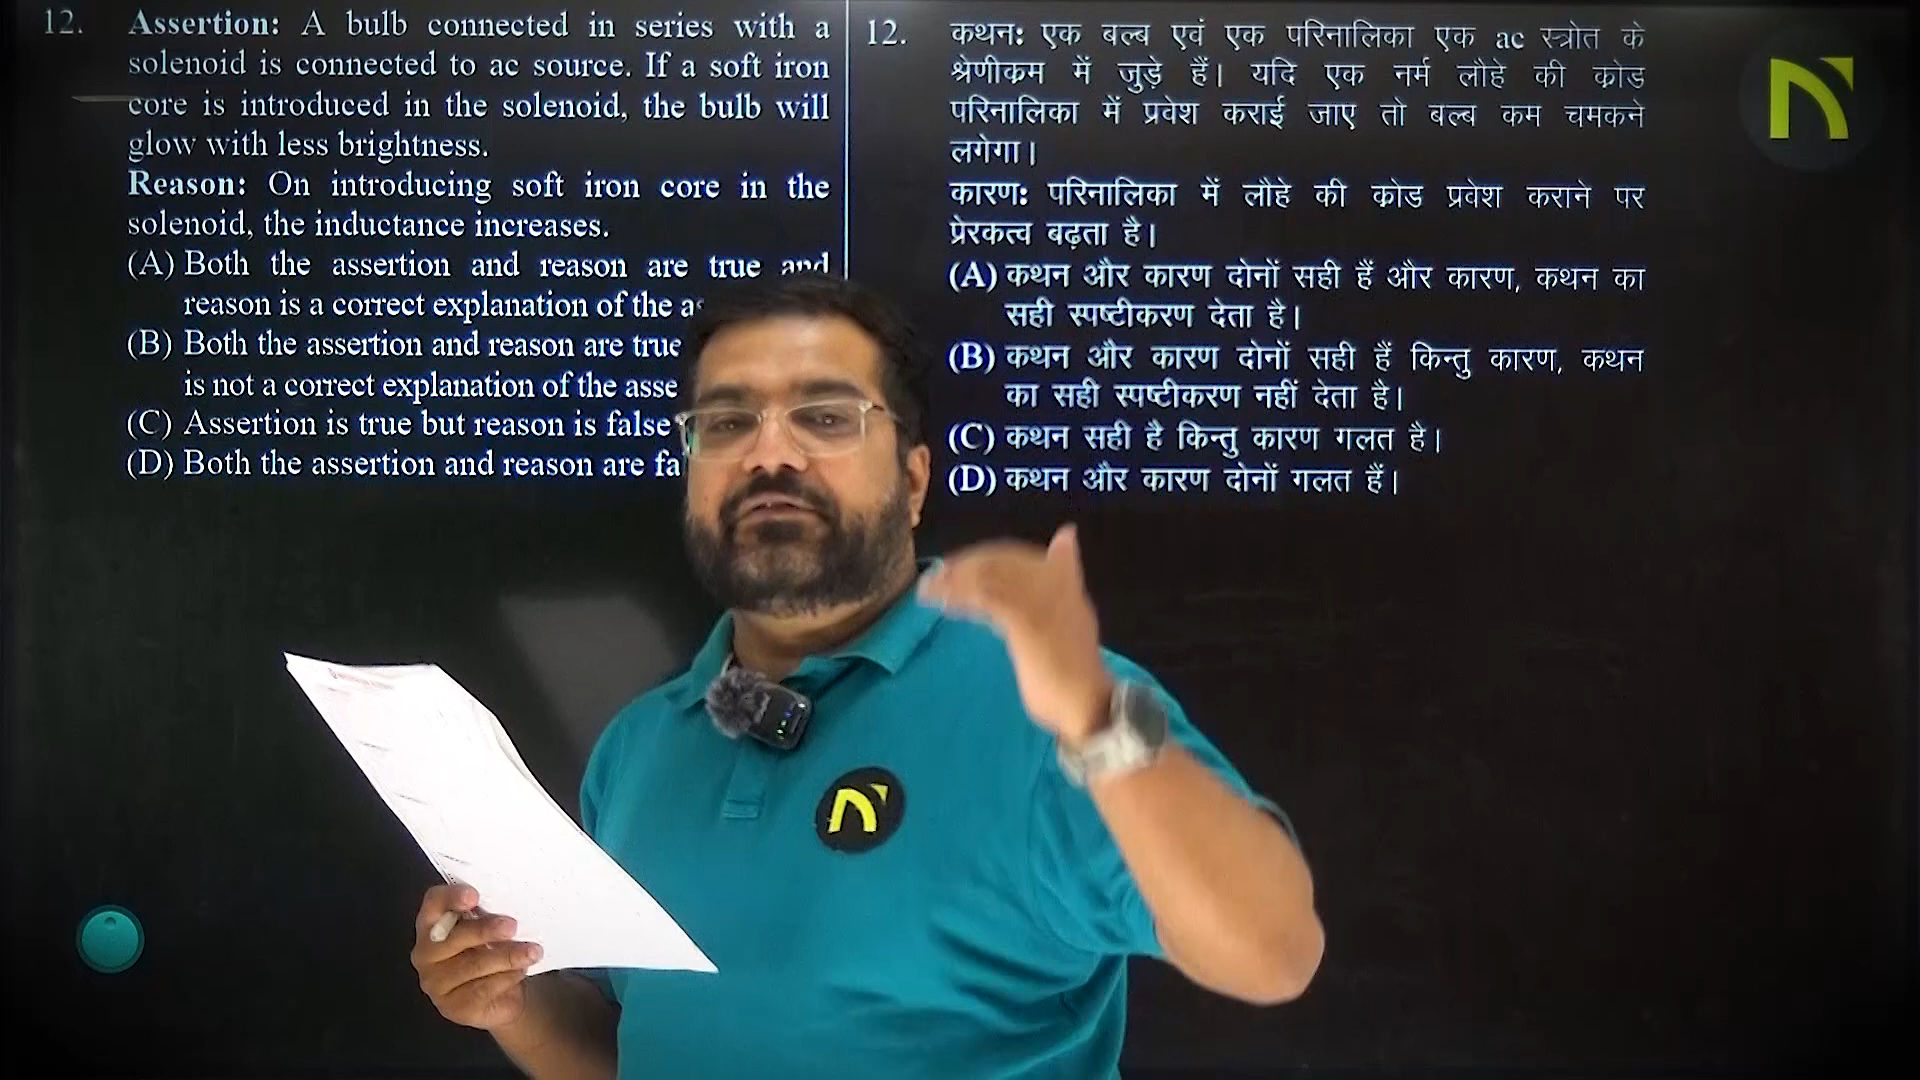 12. Assertion: A bulb connected in series with a
solenoid is connected to ac source. If a soft iron
core is introduced in the solenoid, the bulb will
glow with less brightness.
Reason: On introducing soft iron core in the
solenoid, the inductance increases.
(A) Both the assertion and reason are true and
reason is a correct explanation of the
(B) Both the assertion and reason are true
is not a correct explanation of the
(C) Assertion is true but reason is false
(D) Both the assertion and reason are
12. कथन: एक बल्ब एवं एक परिनालिका एक ac स्त्रोत के
श्रेणीक्रम में जुड़े हैं। यदि एक नर्म लौहे की क्रोड
परिनालिका में प्रवेश कराई जाए तो बल्ब कम चमकने
लगेगा।
कारण: परिनालिका में लौहे की क्रोड प्रवेश कराने पर
प्रेरकत्व बढ़ता है।
(A) कथन और कारण दोनों सही हैं और कारण, कथन का
सही स्पष्टीकरण देता है।
(B) कथन और कारण दोनों सही हैं किन्तु कारण, कथन
का सही स्पष्टीकरण नहीं देता है।
(C) कथन सही है किन्तु कारण गलत है।
(D) कथन और कारण दोनों गलत हैं।